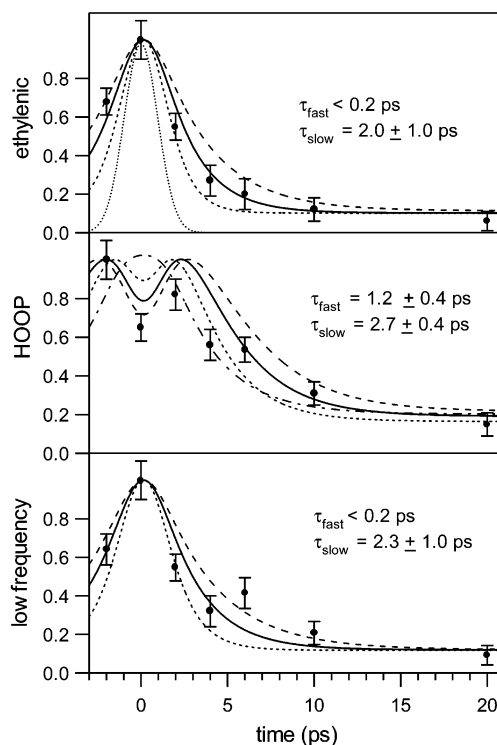 ethylenic
0.8
0.6
0.4
0.2
0.0
τfast < 0.2 ps
τslow = 2.0 ± 1.0 ps
HOOP
0.8
0.6
0.4
0.2
0.0
τfast = 1.2 ± 0.4 ps
τslow = 2.7 ± 0.4 ps
low frequency
0.8
0.6
0.4
0.2
0.0
τfast < 0.2 ps
τslow = 2.3 ± 1.0 ps
0 5 10 15 20
time (ps)